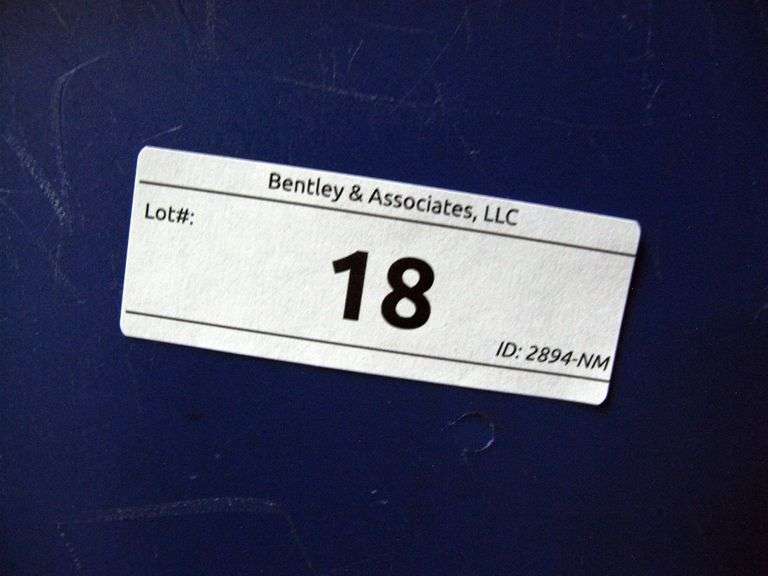 Bentley & Associates, LLC
Lot#:
18
ID: 2894-NM